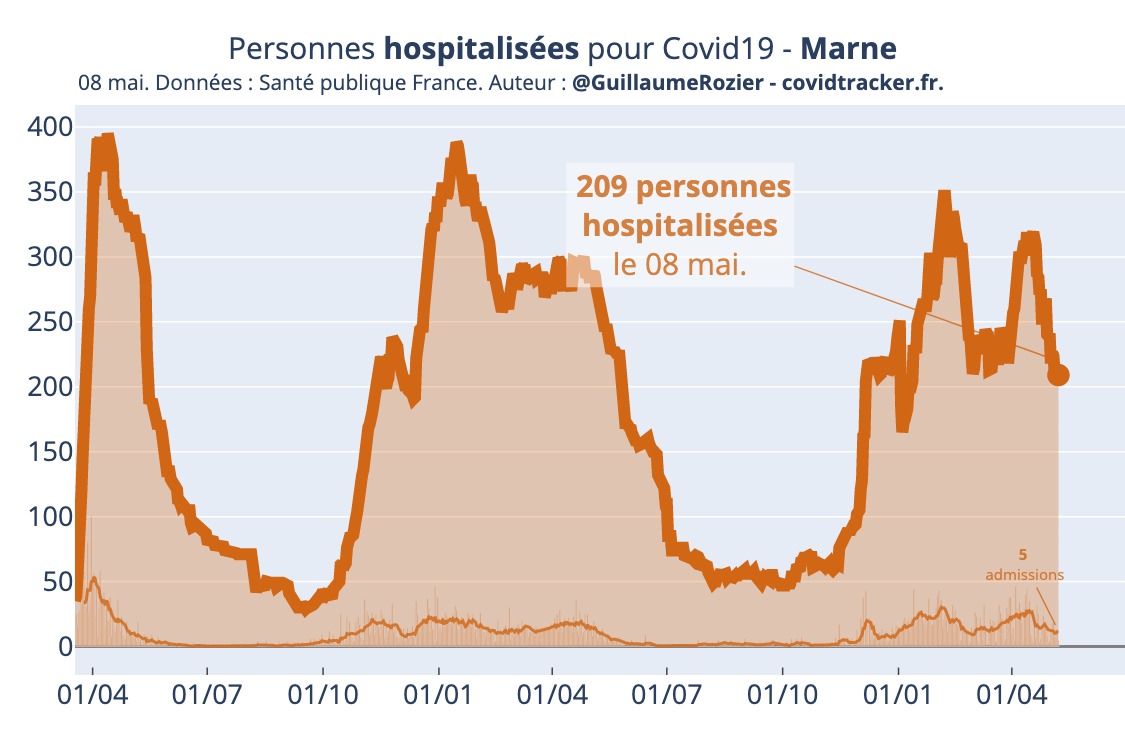 Personnes hospitalisées pour Covid19 - Marne
08 mai. Données : Santé publique France. Auteur : @GuillaumeRozier - covidtracker.fr.
400
350
300
250
200
150
100
50
0
209 personnes
hospitalisées
le 08 mai.
5
admissions
01/04 01/07 01/10 01/01 01/04 01/07 01/10 01/01 01/04